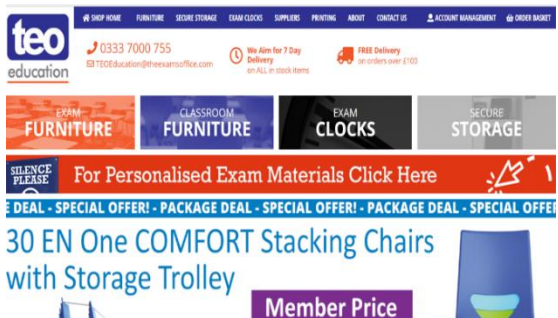 SHOP HOME FURNITURE SECURE STORAGE EXAM CLOCKS SUPPLIERS PRINTING ABOUT CONTACT US ACCOUNT MANAGEMENT ORDER BASKET
teo
education
0333 7000 755
TEOEducation@theexamsoffice.com
We Aim for 7 Day
Delivery
on ALL in stock items
FREE Delivery
on orders over £100
EXAM
FURNITURE
CLASSROOM
FURNITURE
EXAM
CLOCKS
SECURE
STORAGE
SILENCE
PLEASE
For Personalised Exam Materials Click Here
E DEAL - SPECIAL OFFER! - PACKAGE DEAL - SPECIAL OFFER! - PACKAGE DEAL - SPECIAL OFFER
30 EN One COMFORT Stacking Chairs
with Storage Trolley
Member Price